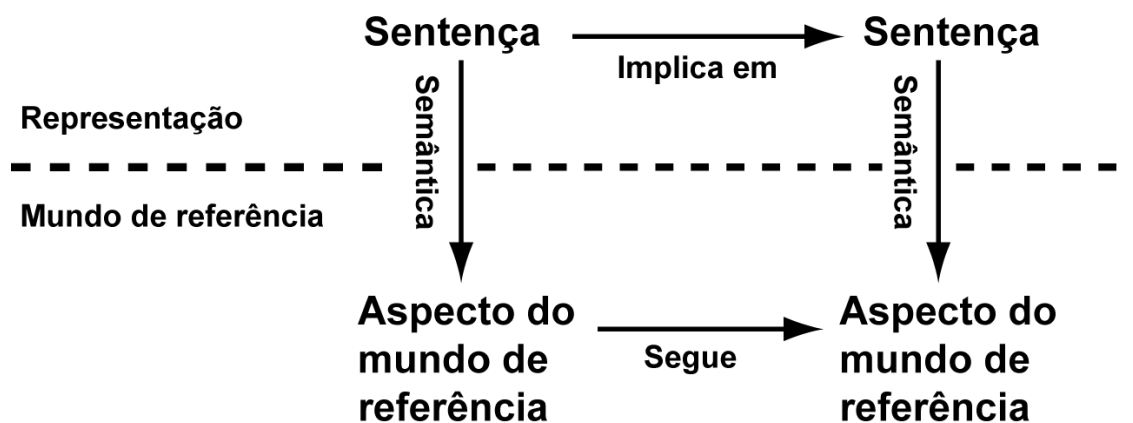 Sentença
Implica em
Sentença
Semântica
Semântica
Representação
Mundo de referência
Aspecto do
mundo de
referência
Segue
Aspecto do
mundo de
referência